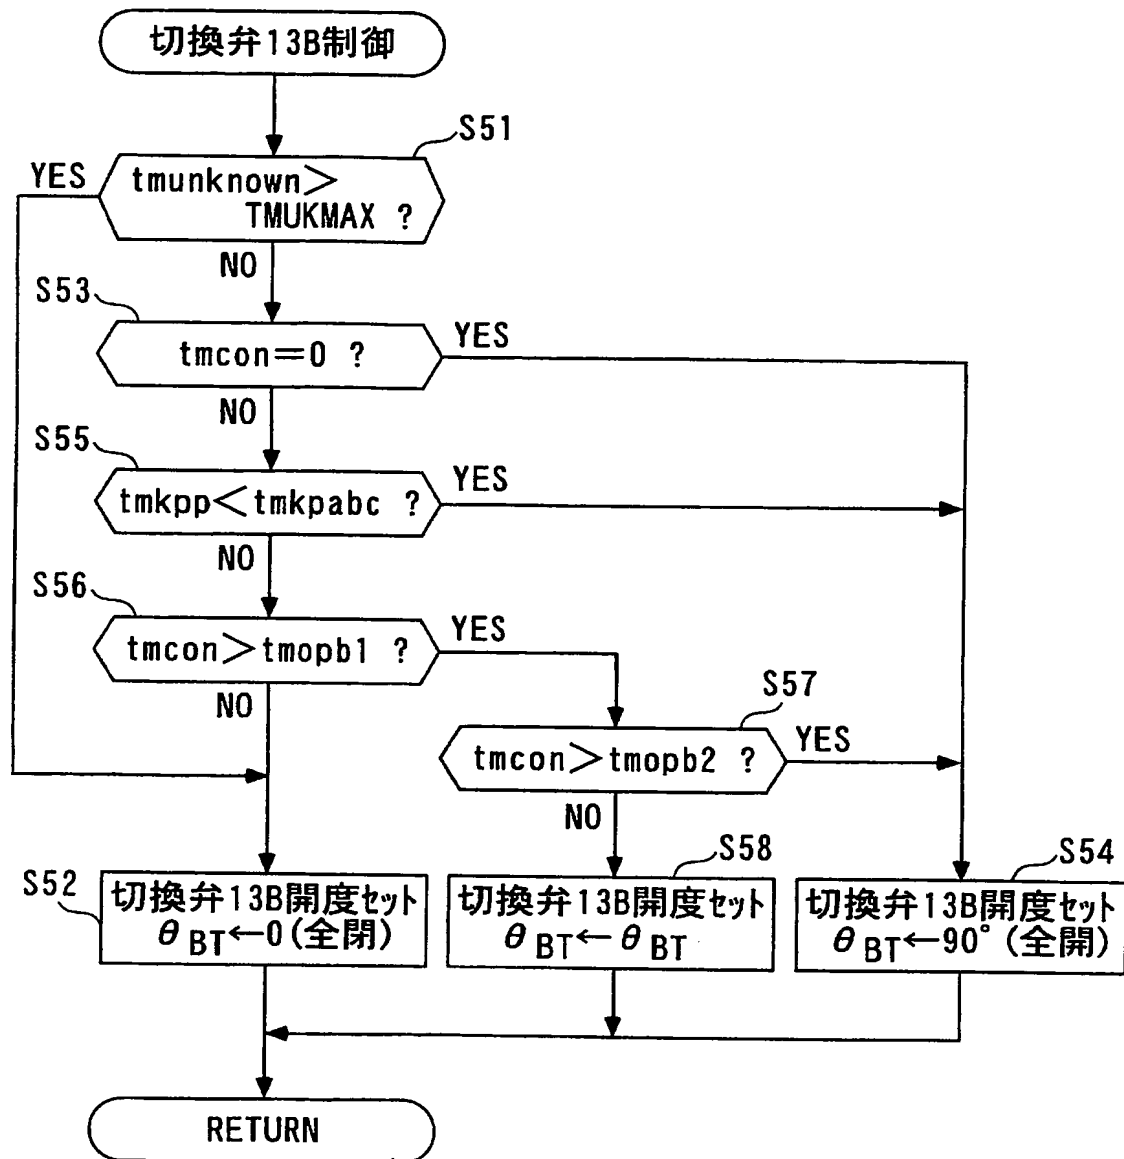 切換弁13B制御
S51
YES
tmunknown>
TMUKMAX ?
NO
S53
YES
tmcon=0 ?
NO
S55
YES
tmkpp<tmkpabc ?
NO
S56
YES
tmcon>tmopb1 ?
NO
S57
YES
tmcon>tmopb2 ?
NO
S52
切換弁13B開度セット
θBT←0(全閉)
S58
切換弁13B開度セット
θBT←θBT
S54
切換弁13B開度セット
θBT←90°(全開)
RETURN